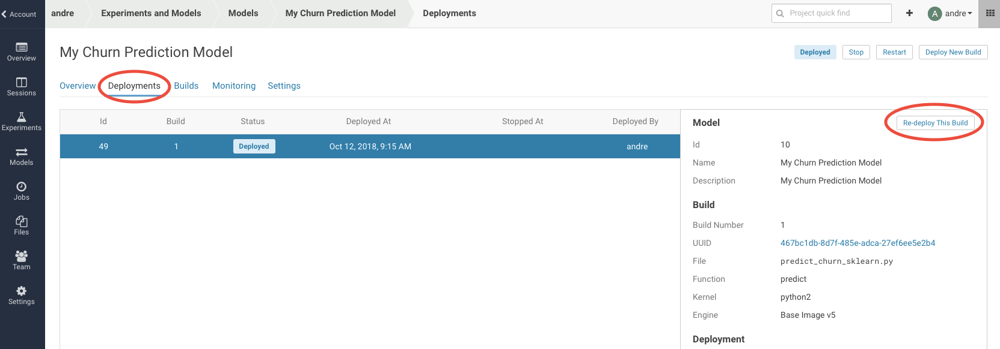 Account
andre
Experiments and Models
Models
My Churn Prediction Model
Deployments
Project quick find
A
andre
Overview
Sessions
Experiments
Models
Jobs
Files
Team
Settings
My Churn Prediction Model
Deployed
Stop
Restart
Deploy New Build
Overview
Deployments
Builds
Monitoring
Settings
Id Build Status Deployed At Stopped At Deployed By
49 1 Deployed Oct 12, 2018, 9:15 AM andre
Model
Re-deploy This Build
Id 10
Name My Churn Prediction Model
Description My Churn Prediction Model
Build
Build Number 1
UUID 467bc1db-8d7f-485e-adca-27ef6ee5e2b4
File predict_churn_sklearn.py
Function predict
Kernel python2
Engine Base Image v5
Deployment